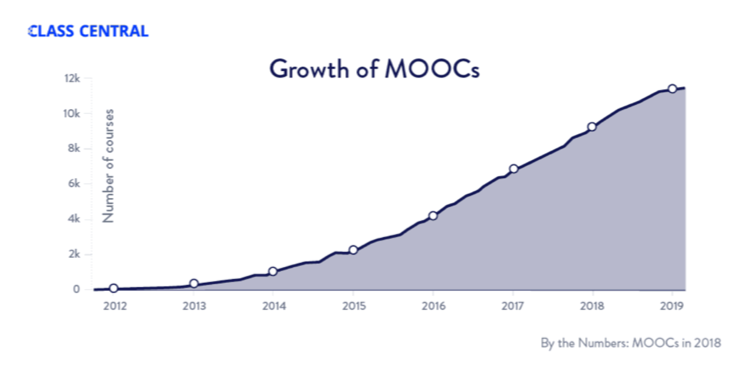 CLASS CENTRAL
Growth of MOOCs
Number of courses
12k
10k
8k
6k
4k
2k
0
2012 2013 2014 2015 2016 2017 2018 2019
By the Numbers: MOOCs in 2018